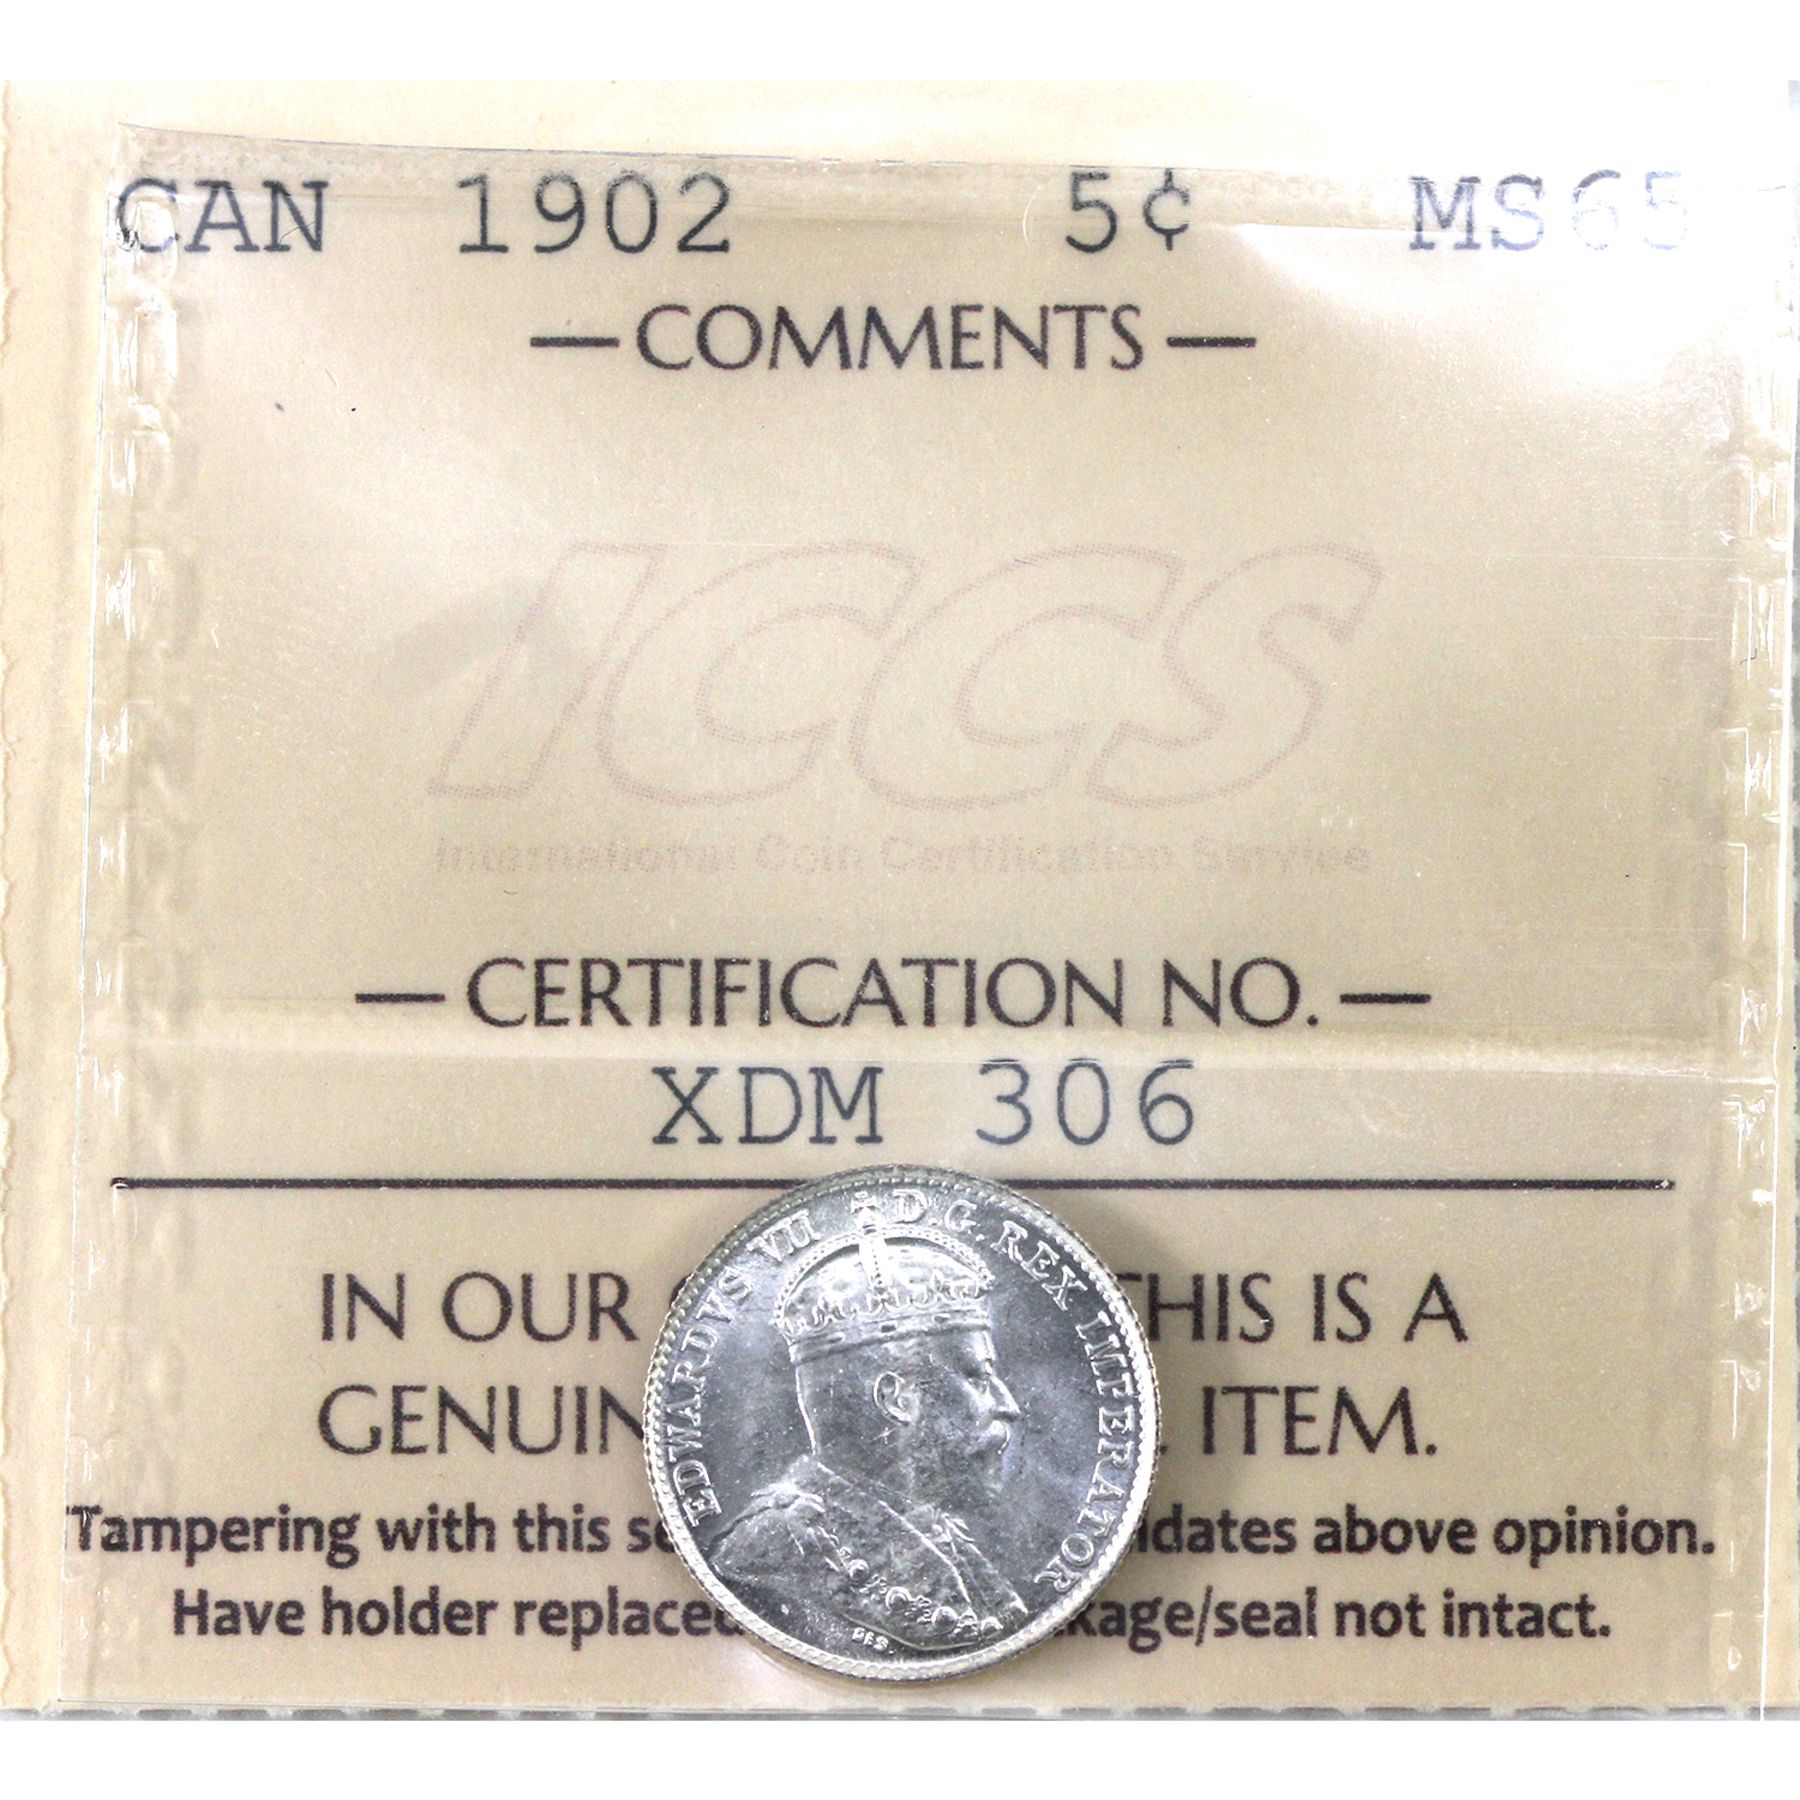 CAN 1902 5¢ MS65
— COMMENTS —
ICCS
International Coin Certification Service
— CERTIFICATION NO. —
XDM 306
IN OUR THIS IS A
GENUIN ITEM.
Tampering with this se idates above opinion.
Have holder replaced kage/seal not intact.
EDWARDVS VII D.G. REX IMPERATOR
DES